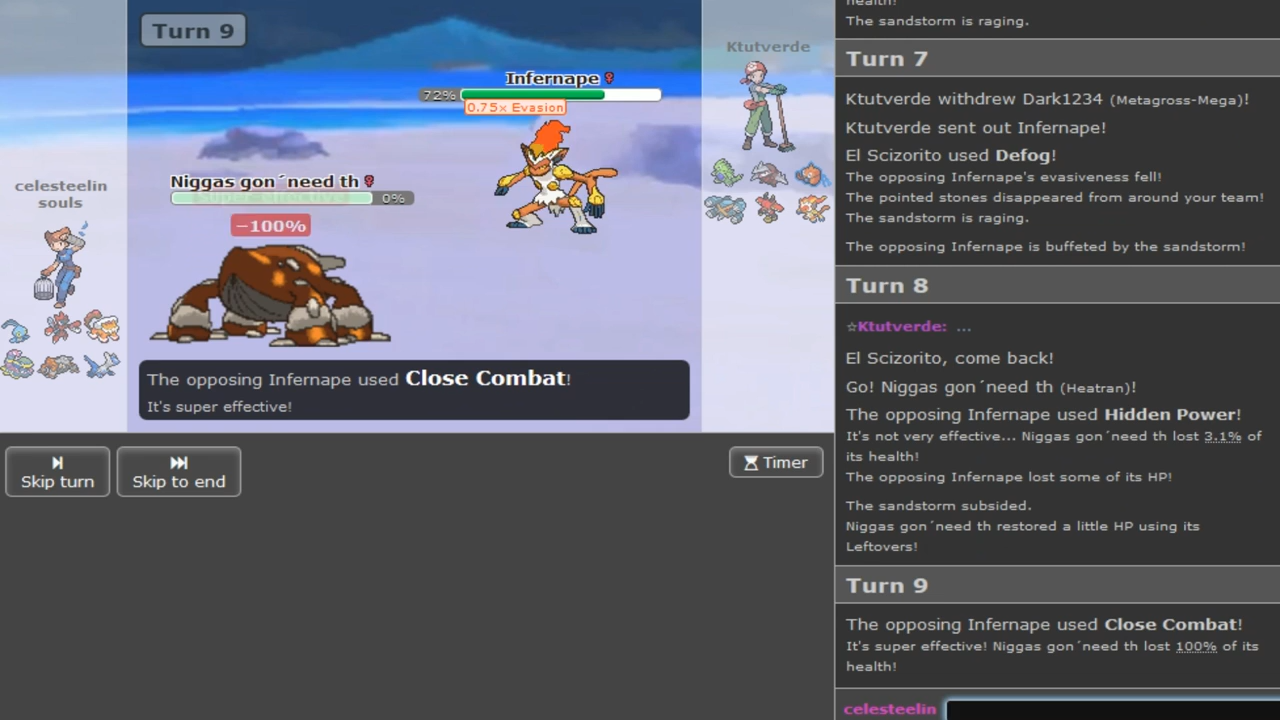 Turn 9
Ktutverde
Infernape
72%
0.75x Evasion
celesteelin
souls
Niggas gon´need th
Super effective
0%
−100%
The opposing Infernape used Close Combat!
It's super effective!
Skip turn
Skip to end
Timer
health!
The sandstorm is raging.
Turn 7
Ktutverde withdrew Dark1234 (Metagross-Mega)!
Ktutverde sent out Infernape!
El Scizorito used Defog!
The opposing Infernape's evasiveness fell!
The pointed stones disappeared from around your team!
The sandstorm is raging.
The opposing Infernape is buffeted by the sandstorm!
Turn 8
☆Ktutverde: ...
El Scizorito, come back!
Go! Niggas gon´need th (Heatran)!
The opposing Infernape used Hidden Power!
It's not very effective... Niggas gon´need th lost 3.1% of
its health!
The opposing Infernape lost some of its HP!
The sandstorm subsided.
Niggas gon´need th restored a little HP using its
Leftovers!
Turn 9
The opposing Infernape used Close Combat!
It's super effective! Niggas gon´need th lost 100% of its
health!
celesteelin